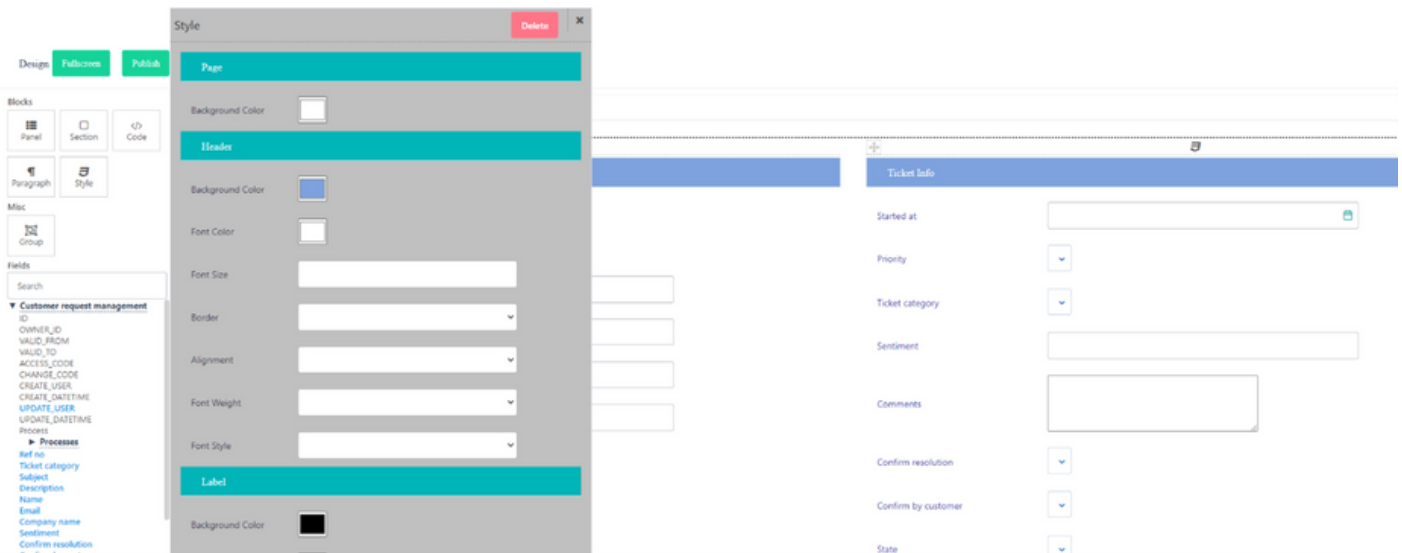 Style
Delete
×
Design
Fullscreen
Publish
Blocks
Panel
Section
</>
Code
¶
Paragraph
Style
Misc
Group
Fields
Search
▼ Customer request management
ID
OWNER_ID
VALID_FROM
VALID_TO
ACCESS_CODE
CHANGE_CODE
CREATE_USER
CREATE_DATETIME
UPDATE_USER
UPDATE_DATETIME
Process
► Processes
Ref no
Ticket category
Subject
Description
Name
Email
Company name
Sentiment
Confirm resolution
Page
Background Color
Header
Background Color
Font Color
Font Size
Border
Alignment
Font Weight
Font Style
Label
Background Color
Ticket Info
Started at
Priority
Ticket category
Sentiment
Comments
Confirm resolution
Confirm by customer
State